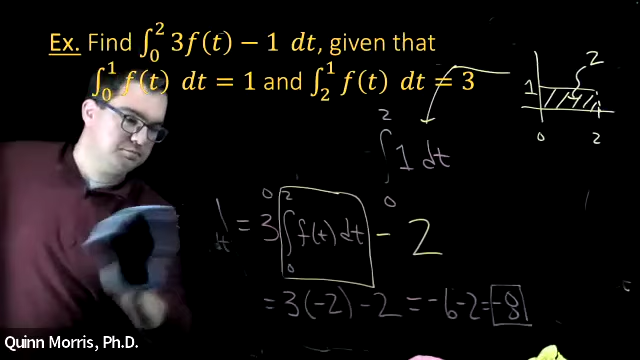 Ex. Find ∫₀² 3f(t) − 1 dt, given that
∫₀¹ f(t) dt = 1 and ∫₂¹ f(t) dt = 3
2
1
0 2
∫₀² 1 dt
= 3 ∫₀² f(t) dt − 2
= 3(-2) - 2 = -6-2 = -8
Quinn Morris, Ph.D.